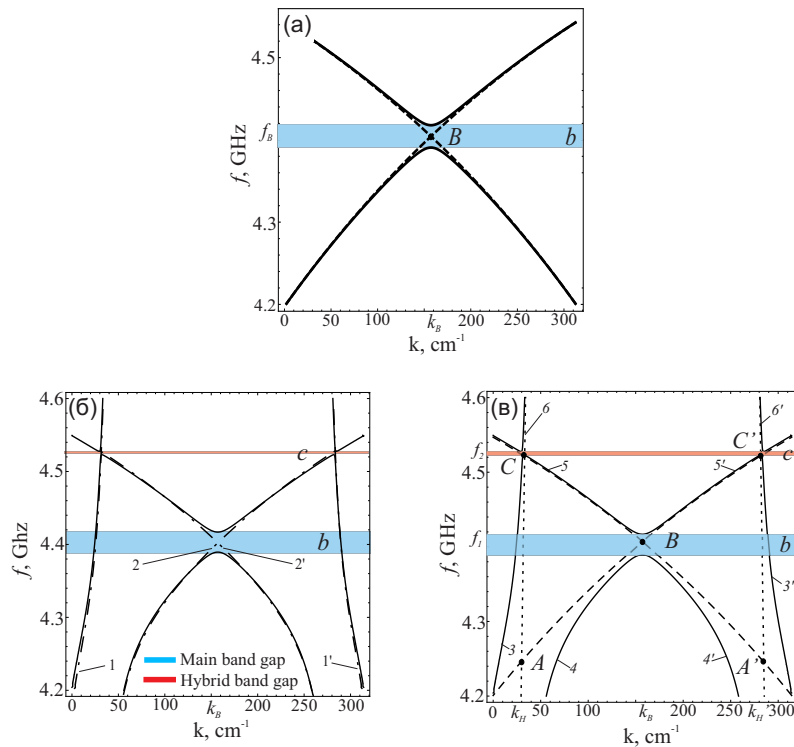 (a)
4.5
f_B
B
b
f, GHz
4.3
4.2
0 50 100 k_B 200 250 300
k, cm⁻¹
(б)
4.6
c
4.5
f, Ghz
4.4
b
2 2'
4.3
1 Main band gap 1'
Hybrid band gap
4.2
0 50 100 k_B 200 250 300
k, cm⁻¹
(в)
4.6
6 6'
C'
f_2
c
C 5 5'
4.5
f_1
B
b
f, GHz
4.3
3'
3 A 4 4' A'
4.2
0 k_H 50 100 k_B 200 250 k_H' 300
k, cm⁻¹